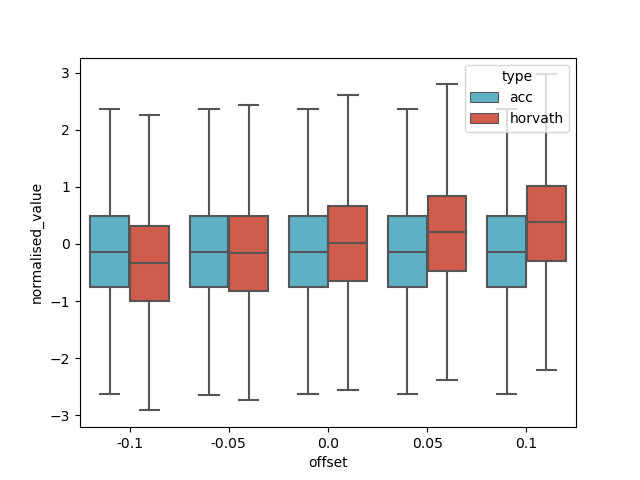 type
acc
horvath
3
2
1
0
−1
−2
−3
normalised_value
-0.1
-0.05
0.0
0.05
0.1
offset